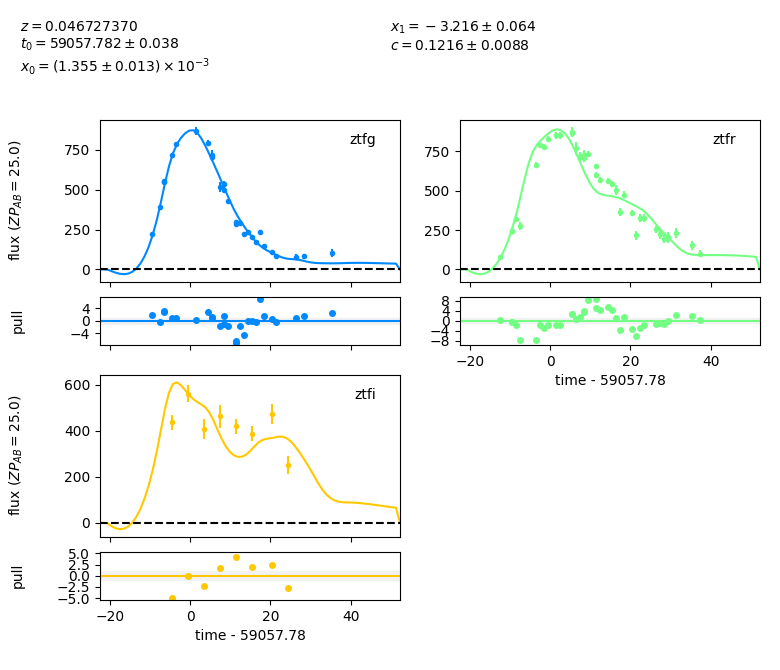 z = 0.046727370
t₀ = 59057.782 ± 0.038
x₀ = (1.355 ± 0.013) × 10⁻³
x₁ = −3.216 ± 0.064
c = 0.1216 ± 0.0088
flux (ZP_AB = 25.0)
750
500
250
0
ztfg
pull
4
0
−4
750
500
250
0
ztfr
8
4
0
−4
−8
−20 0 20 40
time - 59057.78
flux (ZP_AB = 25.0)
600
400
200
0
ztfi
pull
5.0
2.5
0.0
−2.5
−5.0
−20 0 20 40
time - 59057.78